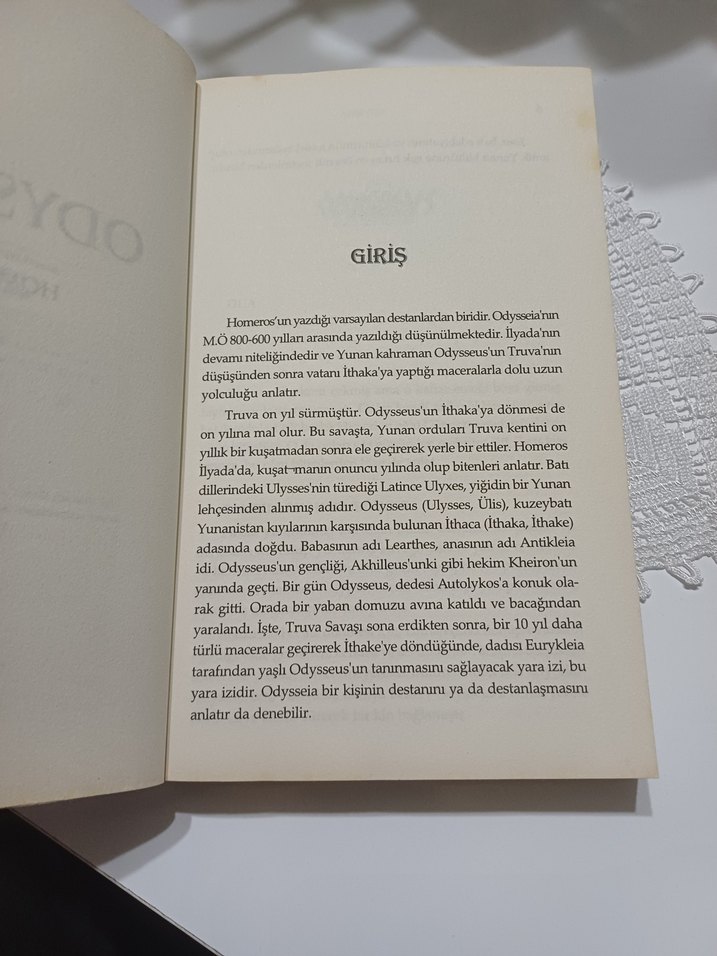 ODYS
GİRİŞ
Homeros'un yazdığı varsayılan destanlardan biridir. Odysseia'nın
M.Ö 800-600 yılları arasında yazıldığı düşünülmektedir. İlyada'nın
devamı niteliğindedir ve Yunan kahraman Odysseus'un Truva'nın
düşüşünden sonra vatanı İthaka'ya yaptığı maceralarla dolu uzun
yolculuğu anlatır.
Truva on yıl sürmüştür. Odysseus'un İthaka'ya dönmesi de
on yılına mal olur. Bu savaşta, Yunan orduları Truva kentini on
yıllık bir kuşatmadan sonra ele geçirerek yerle bir ettiler. Homeros
İlyada'da, kuşat¬manın onuncu yılında olup bitenleri anlatır. Batı
dillerindeki Ulysses'nin türediği Latince Ulyxes, yiğidin bir Yunan
lehçesinden alınmış adıdır. Odysseus (Ulysses, Ülis), kuzeybatı
Yunanistan kıyılarının karşısında bulunan Ithaca (İthaka, İthake)
adasında doğdu. Babasının adı Learthes, anasının adı Antikleia
idi. Odysseus'un gençliği, Akhilleus'unki gibi hekim Kheiron'un
yanında geçti. Bir gün Odysseus, dedesi Autolykos'a konuk ola-
rak gitti. Orada bir yaban domuzu avına katıldı ve bacağından
yaralandı. İşte, Truva Savaşı sona erdikten sonra, bir 10 yıl daha
türlü maceralar geçirerek İthake'ye döndüğünde, dadısı Eurykleia
tarafından yaşlı Odysseus'un tanınmasını sağlayacak yara izi, bu
yara izidir. Odysseia bir kişinin destanını ya da destanlaşmasını
anlatır da denebilir.